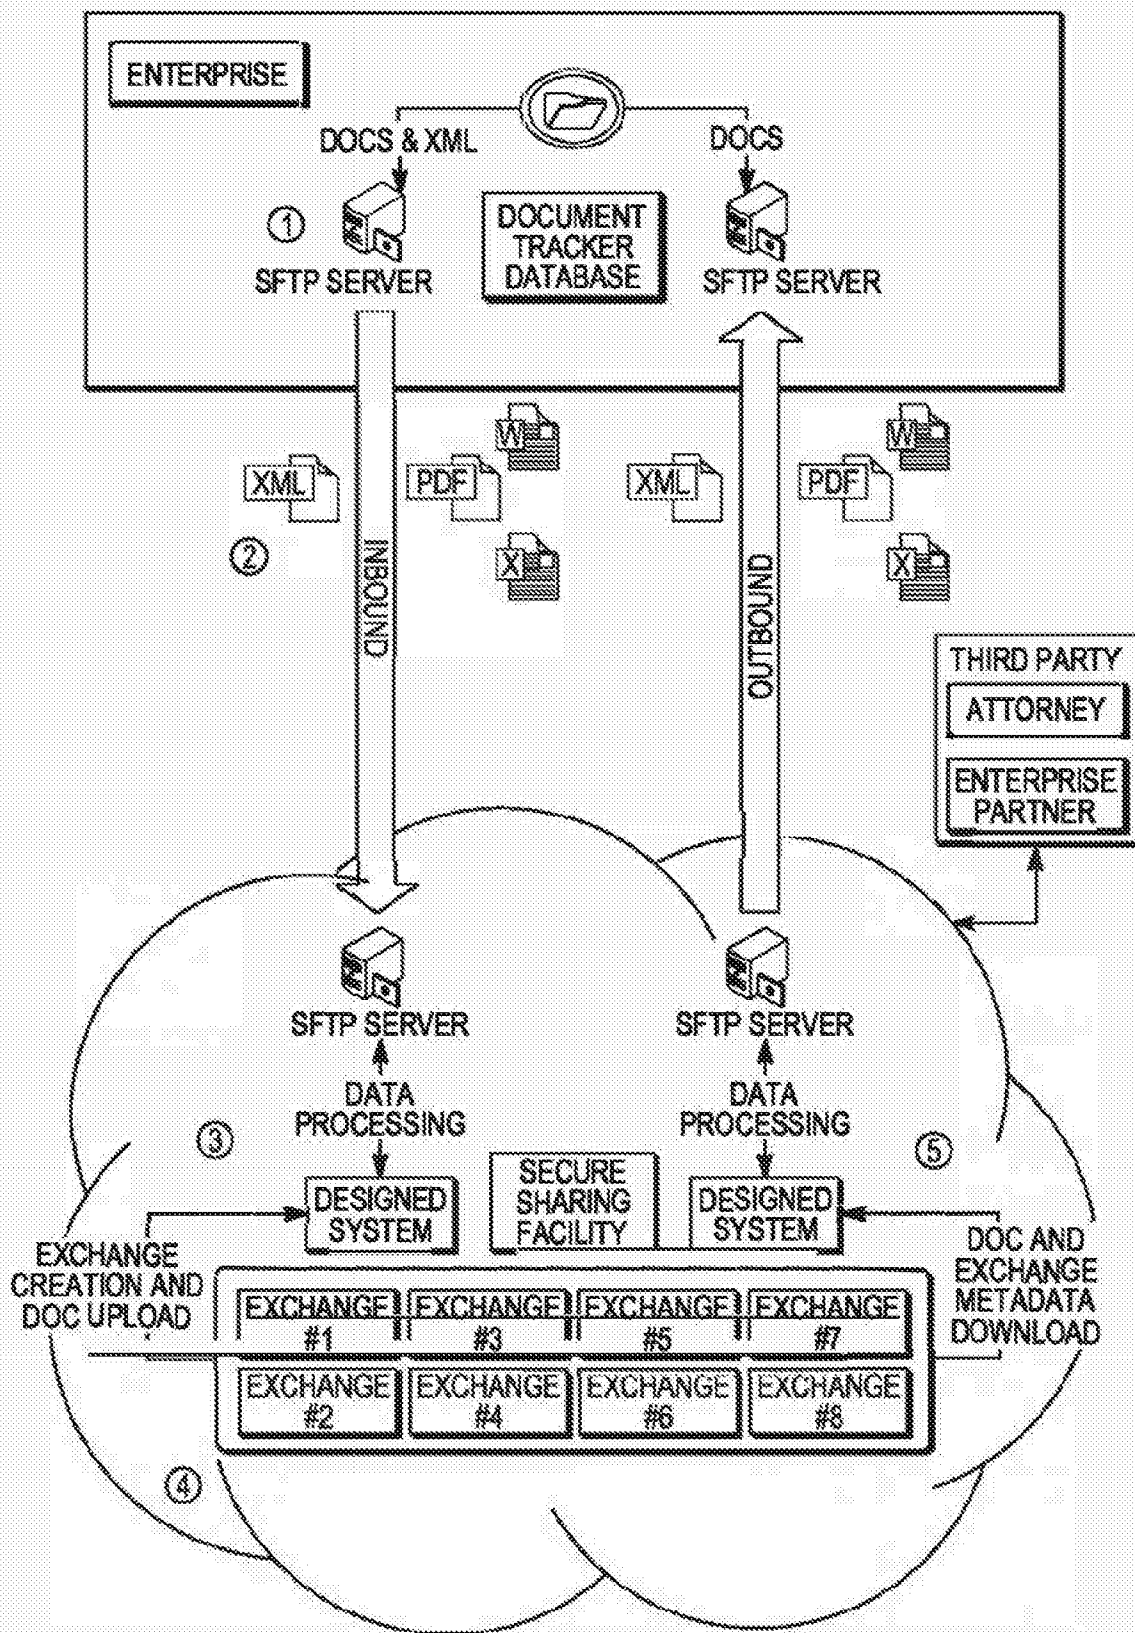 ENTERPRISE
DOCS & XML
DOCS
1
SFTP SERVER
DOCUMENT
TRACKER
DATABASE
SFTP SERVER
XML
PDF
W
X
2
INBOUND
XML
PDF
W
X
OUTBOUND
THIRD PARTY
ATTORNEY
ENTERPRISE
PARTNER
SFTP SERVER
SFTP SERVER
DATA
PROCESSING
DATA
PROCESSING
3
5
DESIGNED
SYSTEM
SECURE
SHARING
FACILITY
DESIGNED
SYSTEM
EXCHANGE
CREATION AND
DOC UPLOAD
DOC AND
EXCHANGE
METADATA
DOWNLOAD
EXCHANGE
#1
EXCHANGE
#3
EXCHANGE
#5
EXCHANGE
#7
EXCHANGE
#2
EXCHANGE
#4
EXCHANGE
#6
EXCHANGE
#8
4